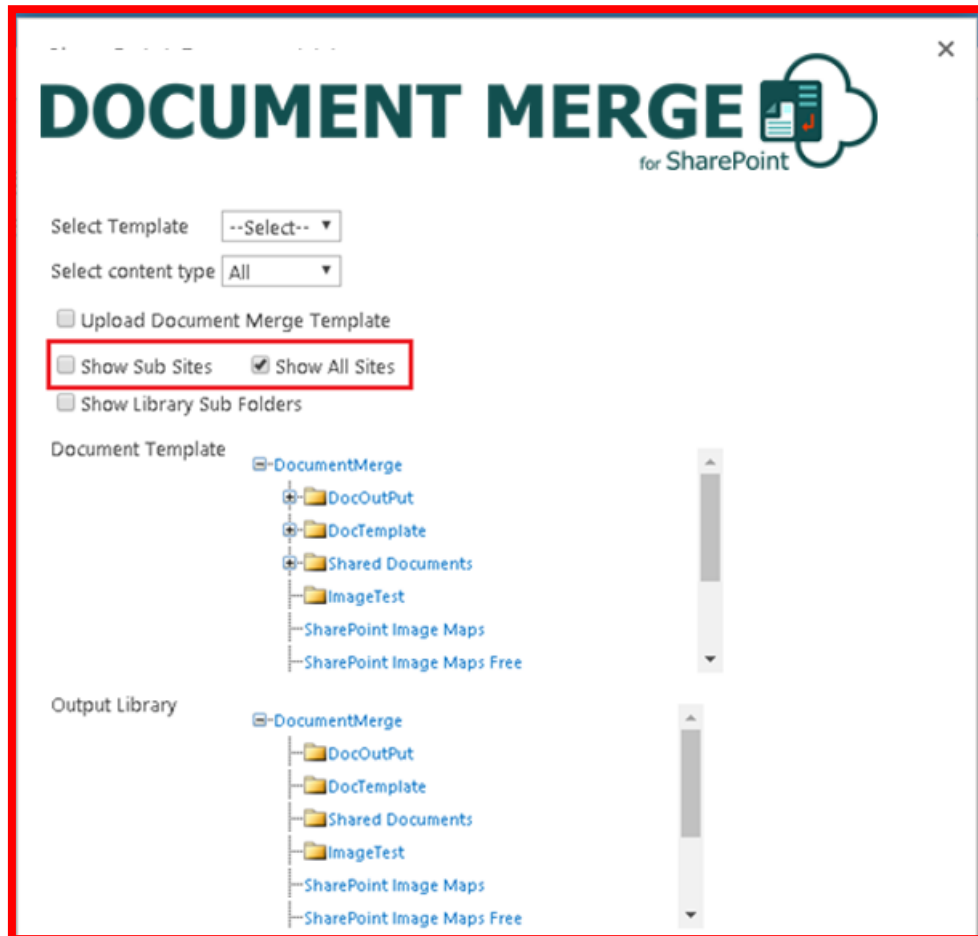 DOCUMENT MERGE
for SharePoint
Select Template --Select--
Select content type All
Upload Document Merge Template
Show Sub Sites Show All Sites
Show Library Sub Folders
Document Template
DocumentMerge
DocOutPut
DocTemplate
Shared Documents
ImageTest
SharePoint Image Maps
SharePoint Image Maps Free
Output Library
DocumentMerge
DocOutPut
DocTemplate
Shared Documents
ImageTest
SharePoint Image Maps
SharePoint Image Maps Free